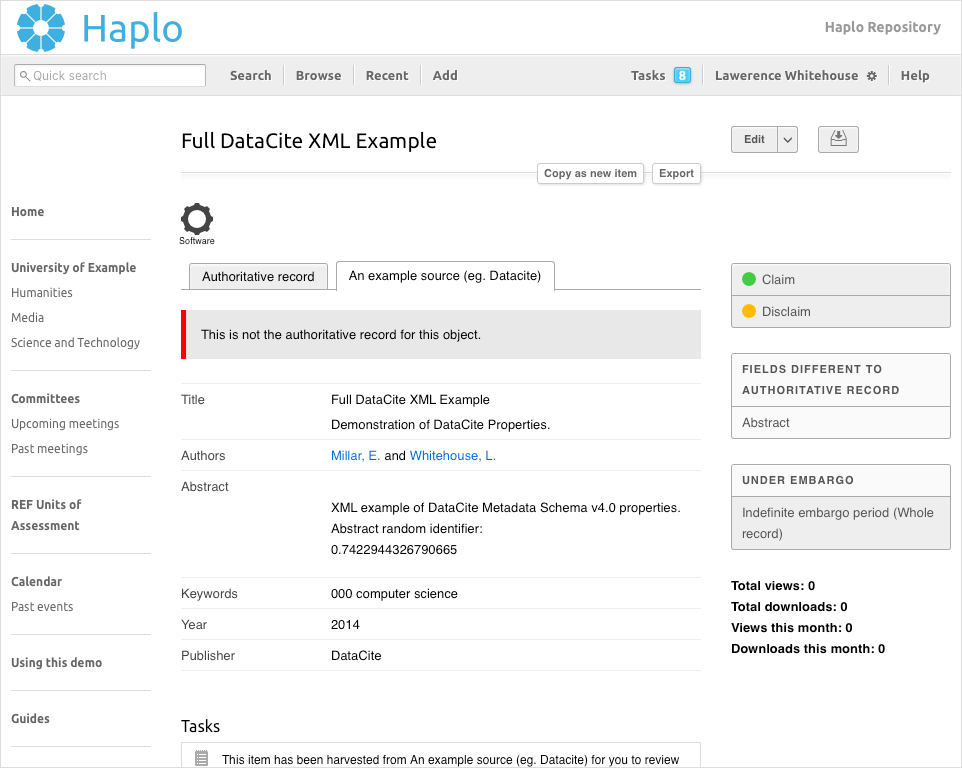 Haplo
Haplo Repository
Quick search
Search
Browse
Recent
Add
Tasks 8
Lawerence Whitehouse
Help
Full DataCite XML Example
Edit
Copy as new item
Export
Home
University of Example
Humanities
Media
Science and Technology
Committees
Upcoming meetings
Past meetings
REF Units of
Assessment
Calendar
Past events
Using this demo
Guides
Software
Authoritative record
An example source (eg. Datacite)
This is not the authoritative record for this object.
Title
Full DataCite XML Example
Demonstration of DataCite Properties.
Authors
Millar, E. and Whitehouse, L.
Abstract
XML example of DataCite Metadata Schema v4.0 properties.
Abstract random identifier:
0.7422944326790665
Keywords
000 computer science
Year
2014
Publisher
DataCite
Tasks
This item has been harvested from An example source (eg. Datacite) for you to review
Claim
Disclaim
FIELDS DIFFERENT TO
AUTHORITATIVE RECORD
Abstract
UNDER EMBARGO
Indefinite embargo period (Whole
record)
Total views: 0
Total downloads: 0
Views this month: 0
Downloads this month: 0